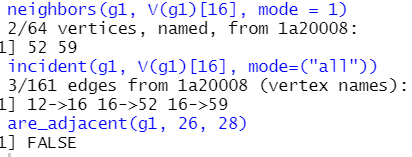 neighbors(g1, V(g1)[16], mode = 1)
2/64 vertices, named, from 1a20008:
1] 52 59
incident(g1, V(g1)[16], mode=("all"))
3/161 edges from 1a20008 (vertex names):
1] 12->16 16->52 16->59
are_adjacent(g1, 26, 28)
1] FALSE